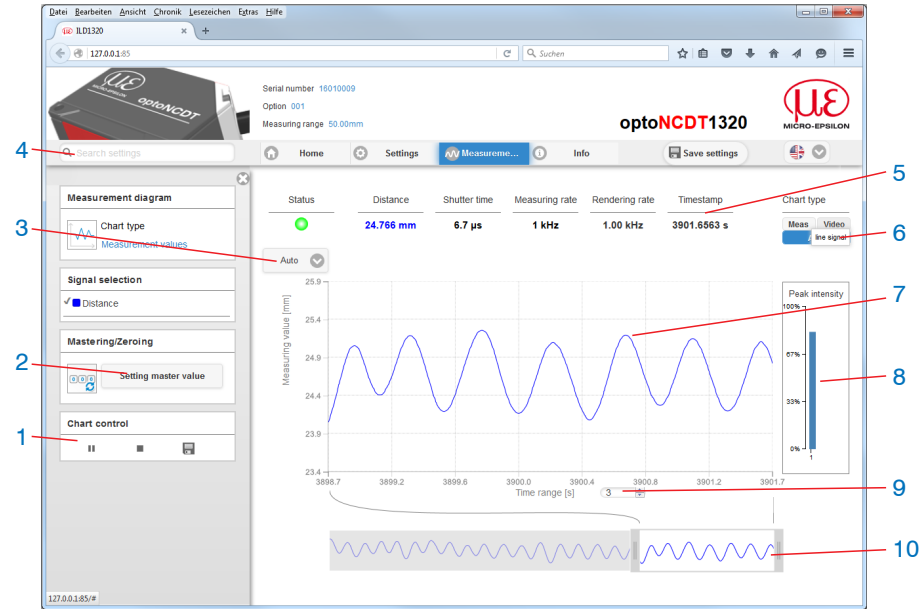 Datei Bearbeiten Ansicht Chronik Lesezeichen Extras Hilfe
ILD1320 × +
127.0.0.1:85
Suchen
MICRO-EPSILON
optoNCDT
Serial number 16010009
Option 001
Measuring range 50.00mm
optoNCDT1320
MICRO-EPSILON
4
Search settings
Home
Settings
Measureme...
Info
Save settings
5
Measurement diagram
Chart type
Measurement values
Status
Distance
Shutter time
Measuring rate
Rendering rate
Timestamp
Chart type
24.766 mm
6.7 µs
1 kHz
1.00 kHz
3901.6563 s
Meas
Video
line signal
6
3
Auto
Signal selection
Distance
Mastering/Zeroing
2
Setting master value
0 0 0
Chart control
1
Measuring value [mm]
25.9
25.4
24.9
24.4
23.9
23.4
7
Peak intensity
100%
67%
33%
0%
1
8
3898.7
3899.2
3899.6
3900.0
3900.4
3900.8
3901.2
3901.7
Time range [s]
3
9
10
127.0.0.1:85/#